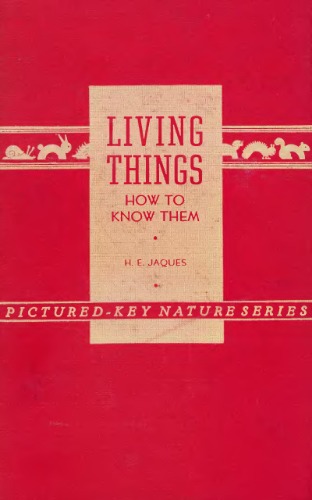 LIVING
THINGS
HOW TO
KNOW THEM
H. E. JAQUES
PICTURED-KEY NATURE SERIES